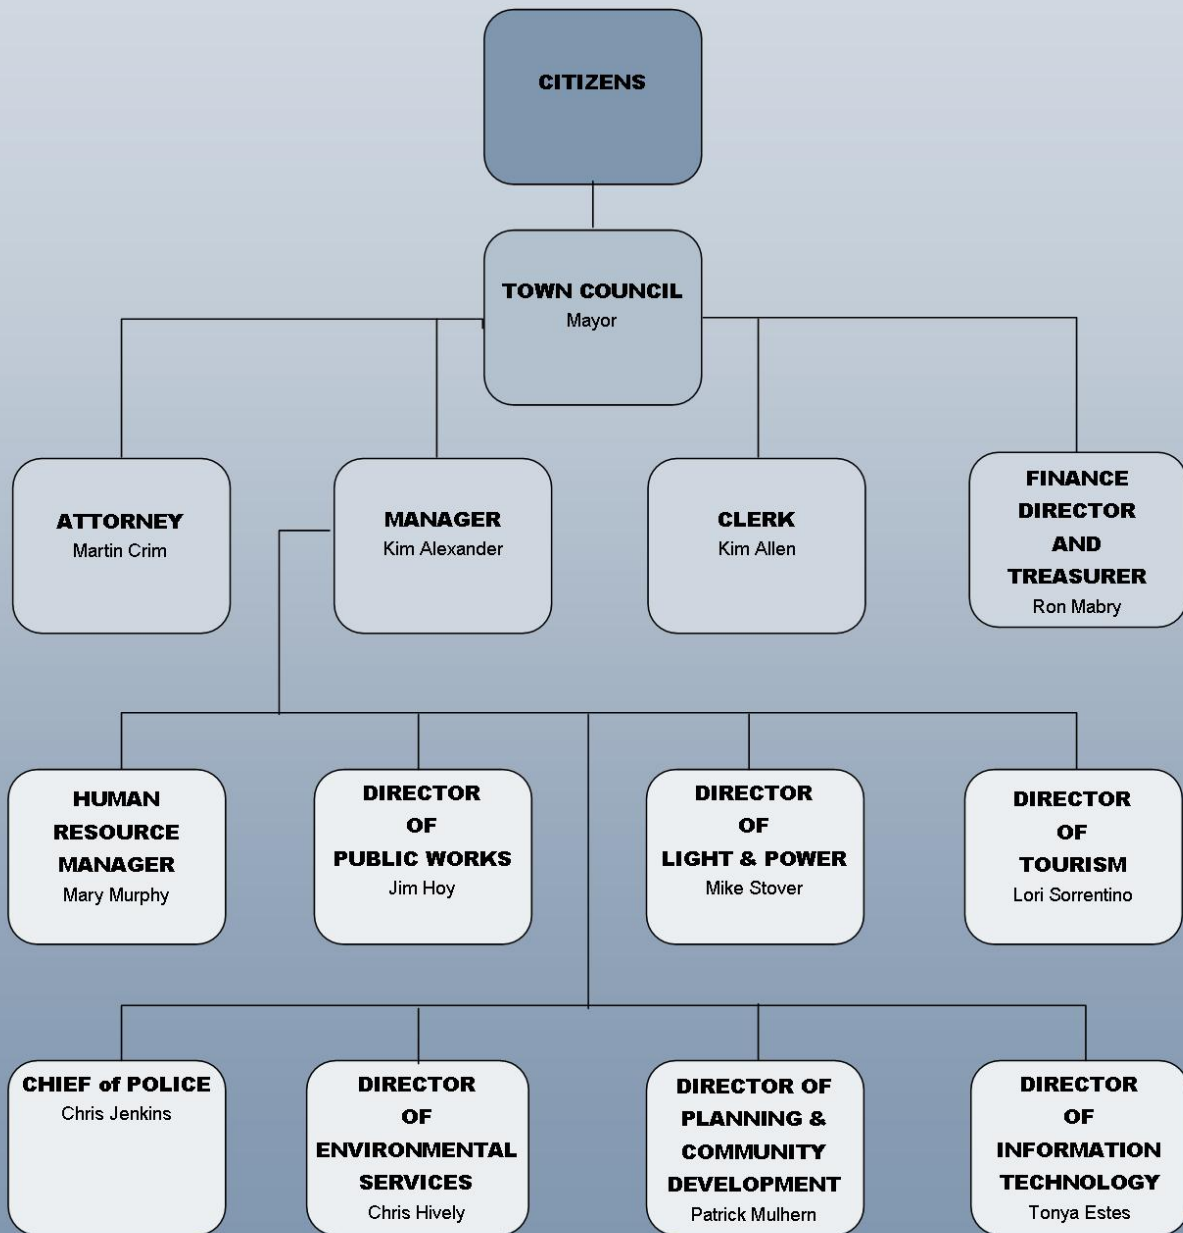 CITIZENS
TOWN COUNCIL
Mayor
ATTORNEY
Martin Crim
MANAGER
Kim Alexander
CLERK
Kim Allen
FINANCE
DIRECTOR
AND
TREASURER
Ron Mabry
HUMAN
RESOURCE
MANAGER
Mary Murphy
DIRECTOR
OF
PUBLIC WORKS
Jim Hoy
DIRECTOR
OF
LIGHT & POWER
Mike Stover
DIRECTOR
OF
TOURISM
Lori Sorrentino
CHIEF of POLICE
Chris Jenkins
DIRECTOR
OF
ENVIRONMENTAL
SERVICES
Chris Hively
DIRECTOR OF
PLANNING &
COMMUNITY
DEVELOPMENT
Patrick Mulhern
DIRECTOR
OF
INFORMATION
TECHNOLOGY
Tonya Estes